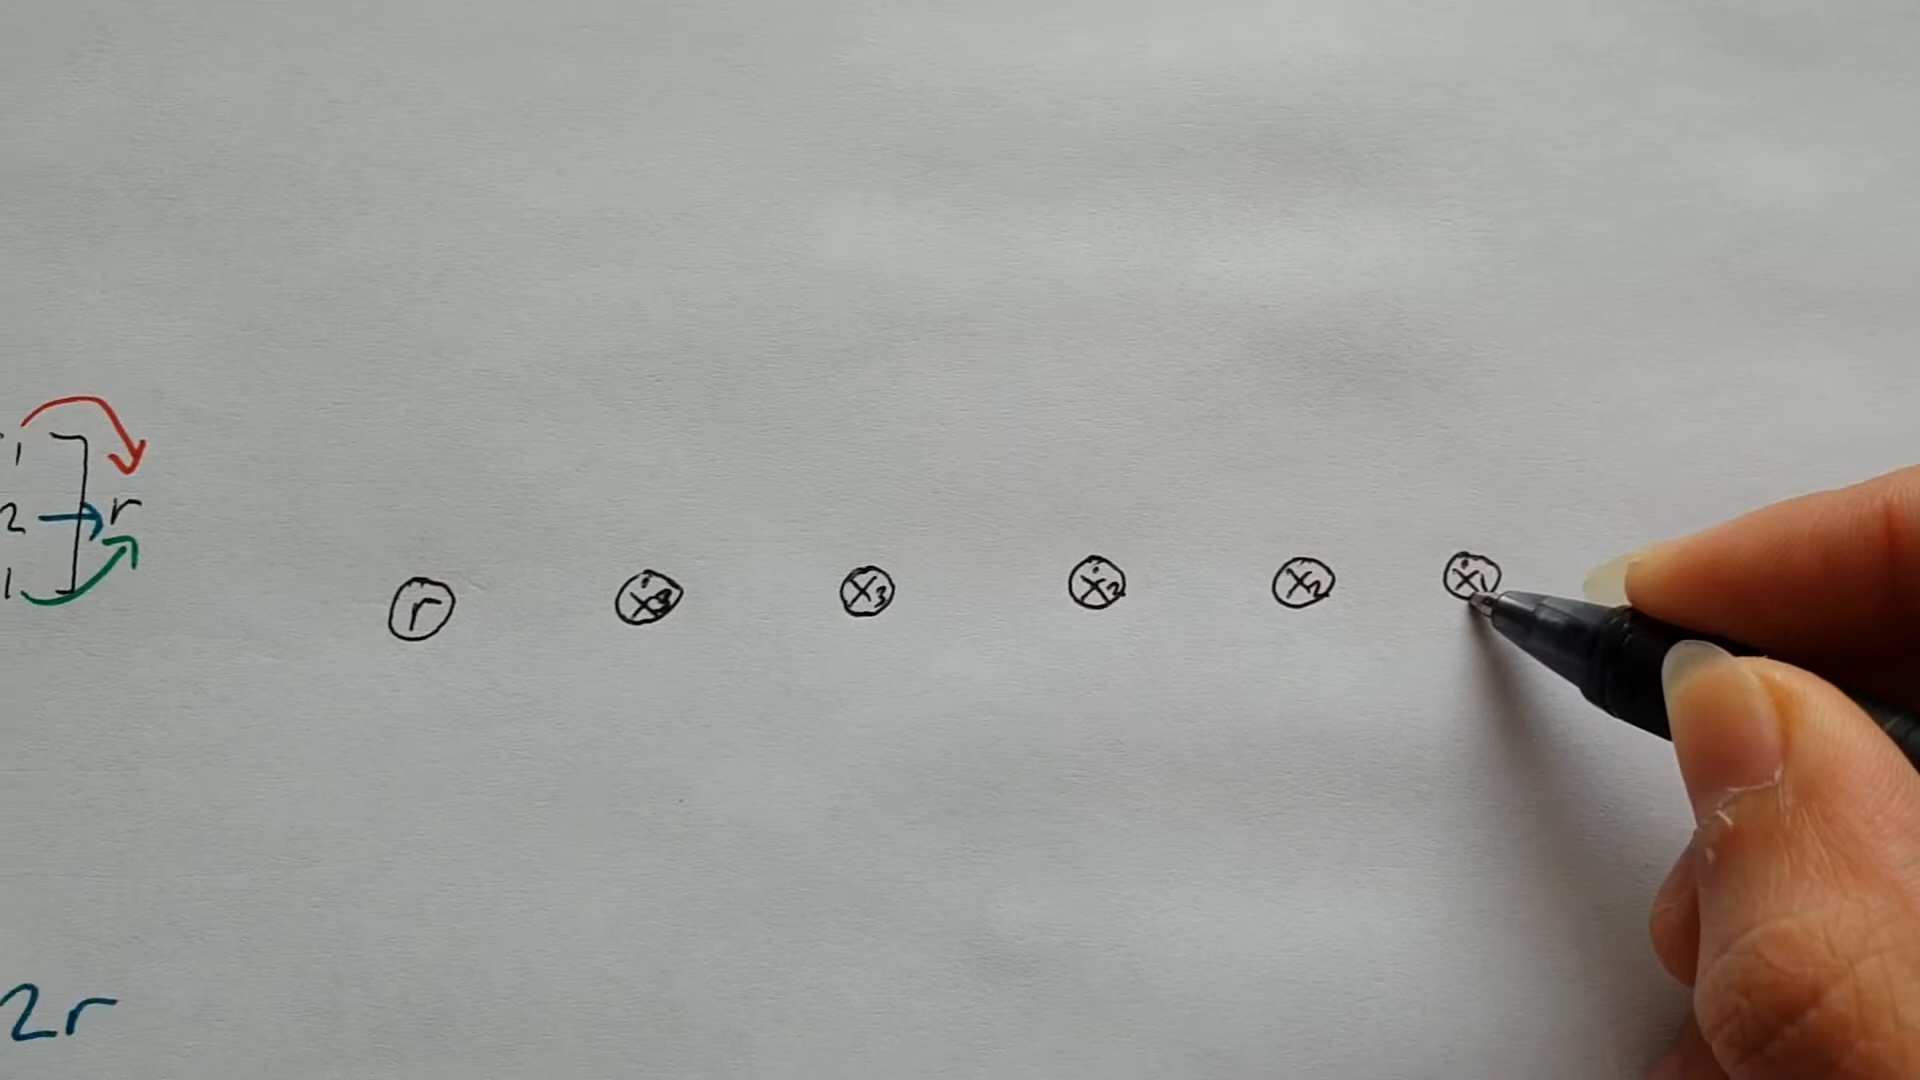 1
2 r
1
r ẋ₃ x₃ ẋ₂ x₂ ẋ₁
2r